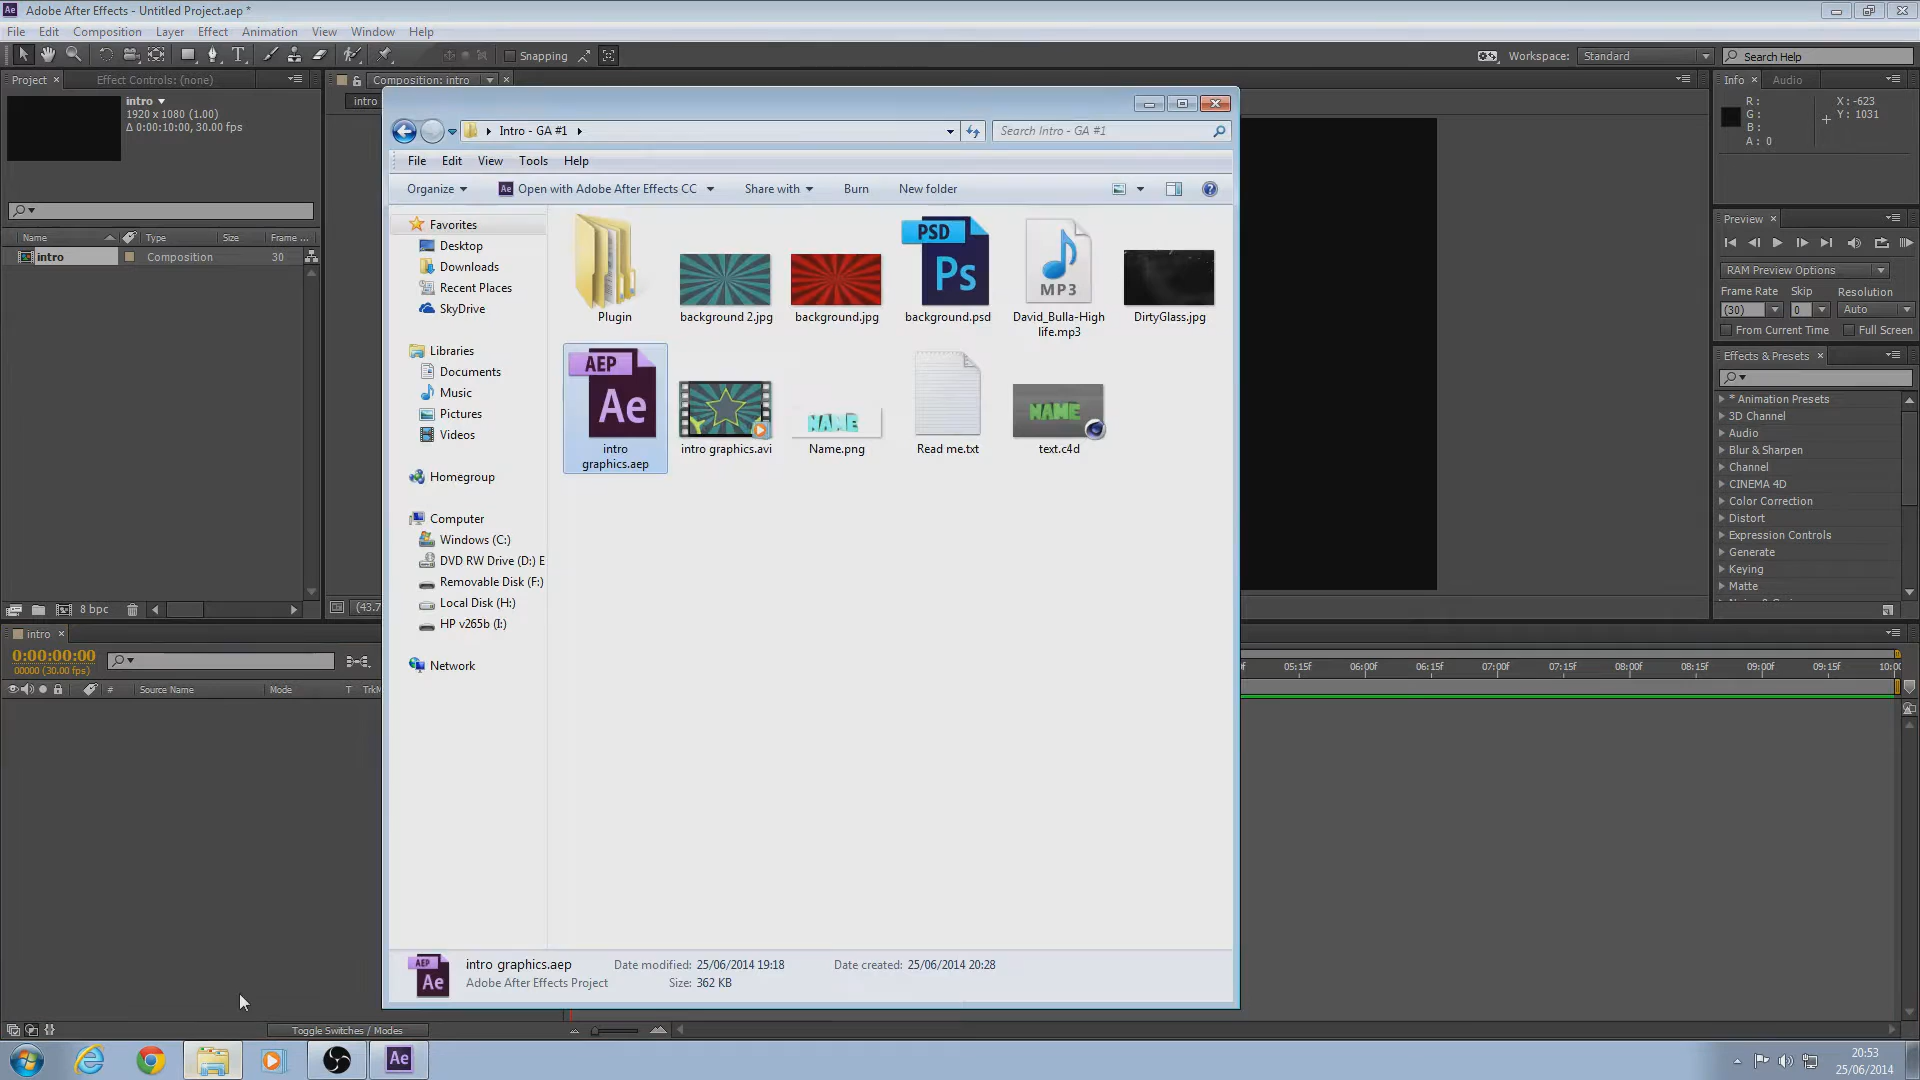 Adobe After Effects - Untitled Project.aep *
File Edit Composition Layer Effect Animation View Window Help
Snapping
Workspace: Standard
Search Help
Project Effect Controls: (none)
Composition: intro
Info Audio
intro
1920 x 1080 (1.00)
Δ 0:00:10:00, 30.00 fps
intro
R:
G:
B:
A: 0
X: -623
Y: 1031
Name Type Size Frame ...
intro Composition 30
8 bpc
(43.7
Intro - GA #1
Search Intro - GA #1
File Edit View Tools Help
Organize Open with Adobe After Effects CC Share with Burn New folder
Favorites
Desktop
Downloads
Recent Places
SkyDrive
Libraries
Documents
Music
Pictures
Videos
Homegroup
Computer
Windows (C:)
DVD RW Drive (D:) E
Removable Disk (F:)
Local Disk (H:)
HP v265b (I:)
Network
PSD
Ps
MP3
Plugin
background 2.jpg
background.jpg
background.psd
David_Bulla-High
life.mp3
DirtyGlass.jpg
AEP
Ae
NAME
NAME
intro
graphics.aep
intro graphics.avi
Name.png
Read me.txt
text.c4d
AEP
Ae
intro graphics.aep
Adobe After Effects Project
Date modified: 25/06/2014 19:18
Size: 362 KB
Date created: 25/06/2014 20:28
Preview
RAM Preview Options
Frame Rate Skip Resolution
(30) 0 Auto
From Current Time Full Screen
Effects & Presets
* Animation Presets
3D Channel
Audio
Blur & Sharpen
Channel
CINEMA 4D
Color Correction
Distort
Expression Controls
Generate
Keying
Matte
intro
0:00:00:00
00000 (30.00 fps)
# Source Name Mode T TrkM
05:15f 06:00f 06:15f 07:00f 07:15f 08:00f 08:15f 09:00f 09:15f 10:00
Toggle Switches / Modes
Ae
20:53
25/06/2014